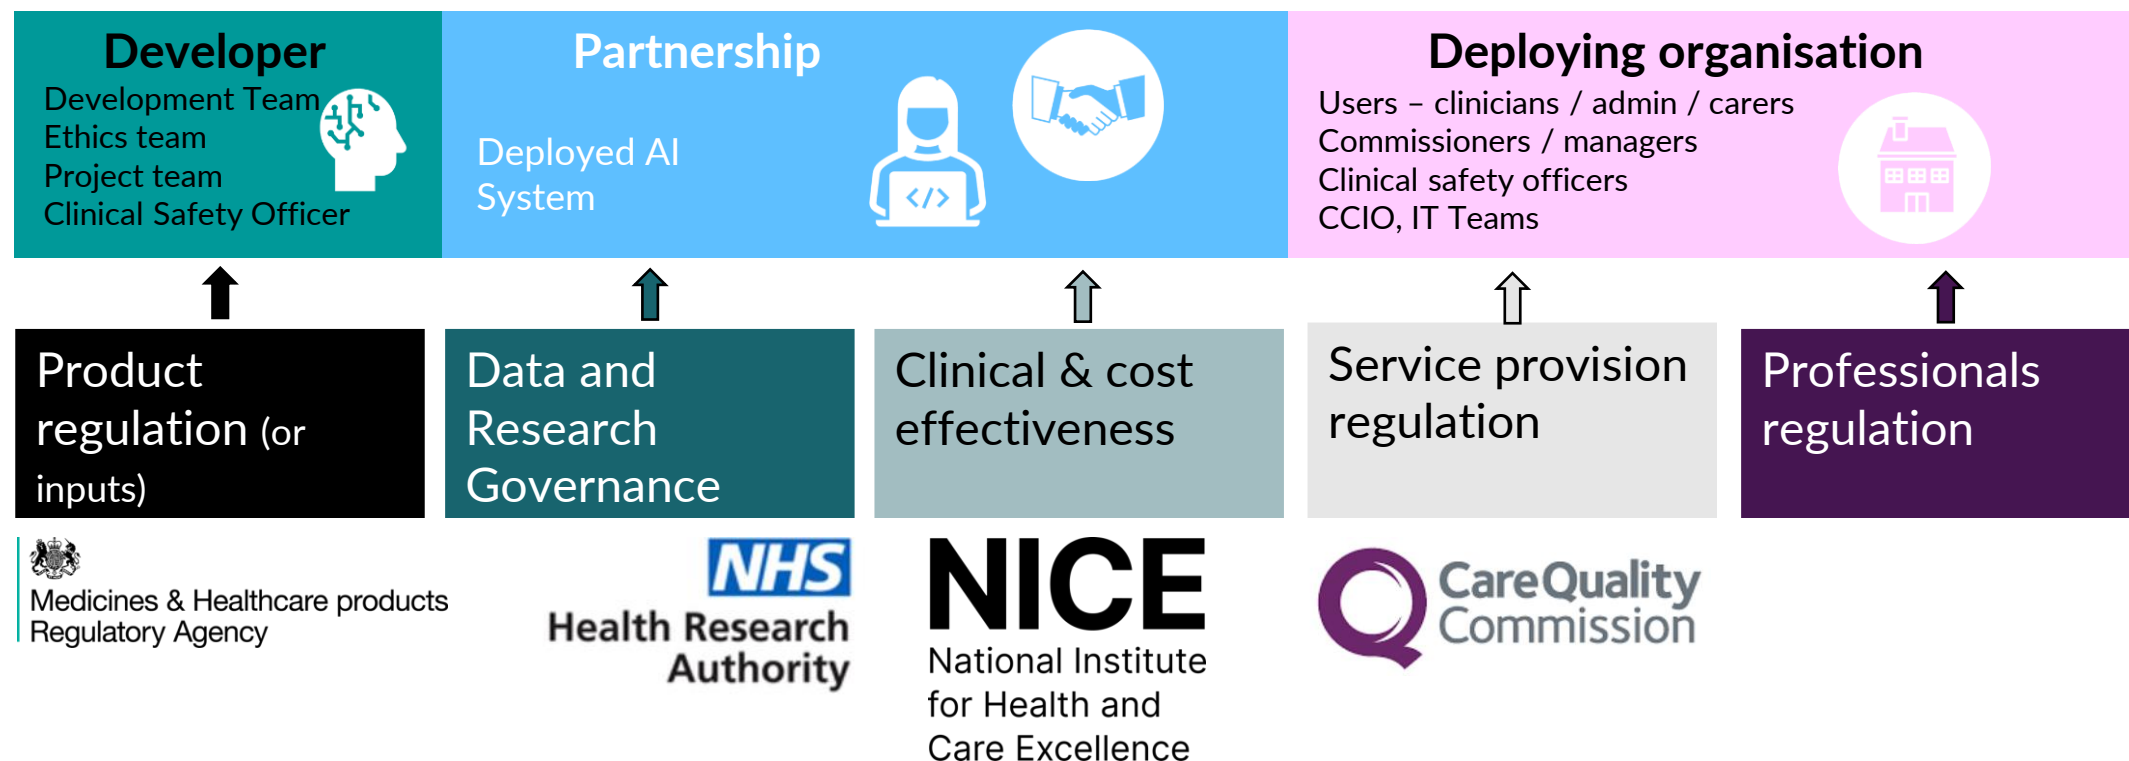 Developer
Development Team
Ethics team
Project team
Clinical Safety Officer
Partnership
Deployed AI
System
</>
Deploying organisation
Users – clinicians / admin / carers
Commissioners / managers
Clinical safety officers
CCIO, IT Teams
Product
regulation (or
inputs)
Data and
Research
Governance
Clinical & cost
effectiveness
Service provision
regulation
Professionals
regulation
Medicines & Healthcare products
Regulatory Agency
NHS
Health Research
Authority
NICE
National Institute
for Health and
Care Excellence
CareQuality
Commission